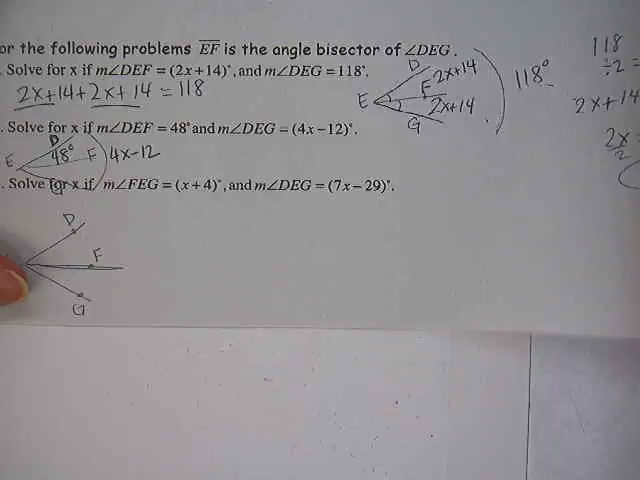 or the following problems EF is the angle bisector of ∠DEG.
. Solve for x if m∠DEF = (2x+14)°, and m∠DEG = 118°.
2x+14+2x+14 = 118
D
2x+14
E
F
2x+14
G
118°
118
÷2 =
2x+14
2x =
2
. Solve for x if m∠DEF = 48° and m∠DEG = (4x−12)°.
D
E
48°
F
4x-12
G
. Solve for x if m∠FEG = (x+4)°, and m∠DEG = (7x−29)°.
D
F
G